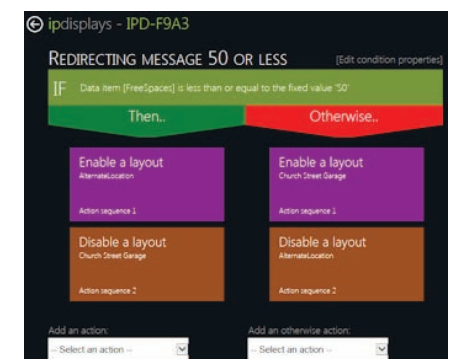 ipdisplays - IPD-F9A3
REDIRECTING MESSAGE 50 OR LESS
[Edit condition properties]
IF Data item [FreeSpaces] is less than or equal to the fixed value '50'
Then..
Otherwise..
Enable a layout
AlternateLocation
Action sequence 1
Enable a layout
Church Street Garage
Action sequence 1
Disable a layout
Church Street Garage
Action sequence 2
Disable a layout
AlternateLocation
Action sequence 2
Add an action:
-- Select an action --
Add an otherwise action:
-- Select an action --